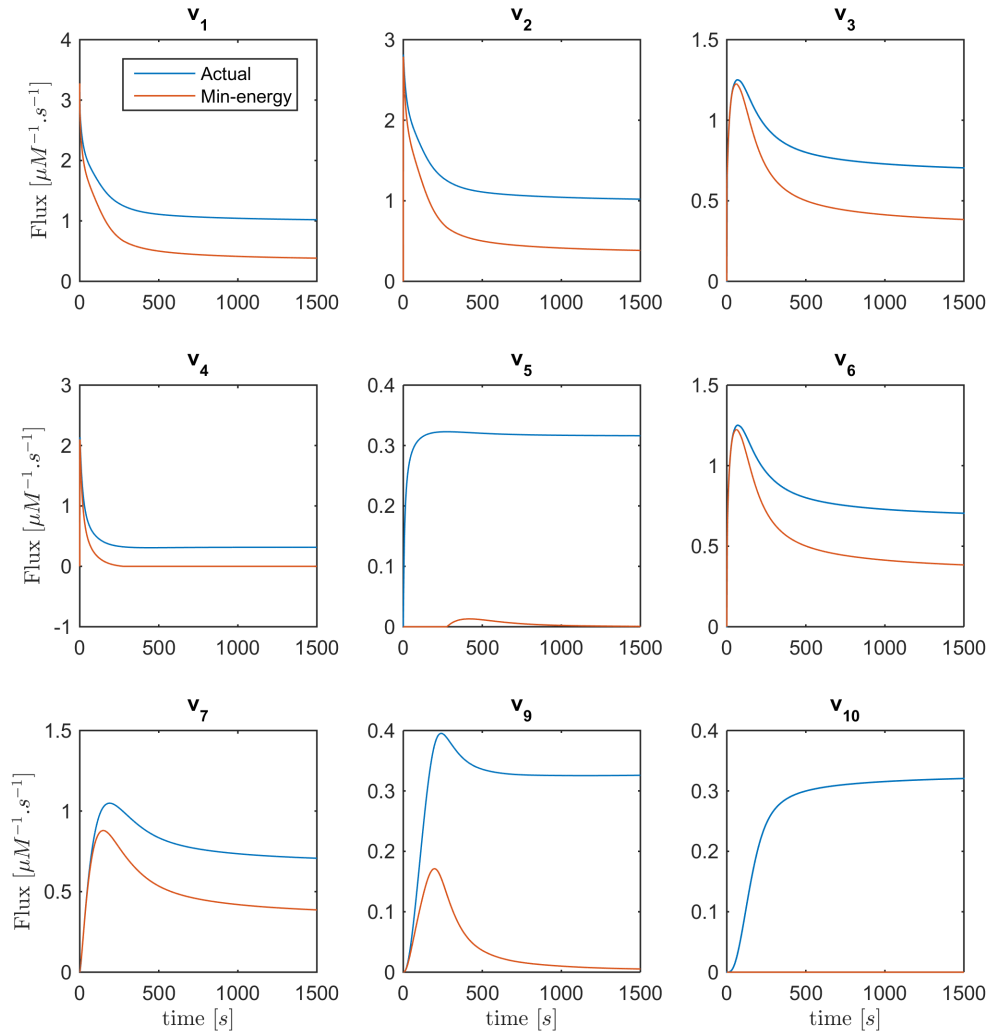 v1 v2 v3
4 3 1.5
Actual
Min-energy
3 2 1 0
2 1 0
1 0.5 0
Flux [μM⁻¹.s⁻¹]
0 500 1000 1500 0 500 1000 1500 0 500 1000 1500
v4 v5 v6
3 2 1 0 -1
0.4 0.3 0.2 0.1 0
1.5 1 0.5 0
Flux [μM⁻¹.s⁻¹]
0 500 1000 1500 0 500 1000 1500 0 500 1000 1500
v7 v9 v10
1.5 1 0.5 0
0.4 0.3 0.2 0.1 0
0.4 0.3 0.2 0.1 0
Flux [μM⁻¹.s⁻¹]
0 500 1000 1500 0 500 1000 1500 0 500 1000 1500
time [s] time [s] time [s]